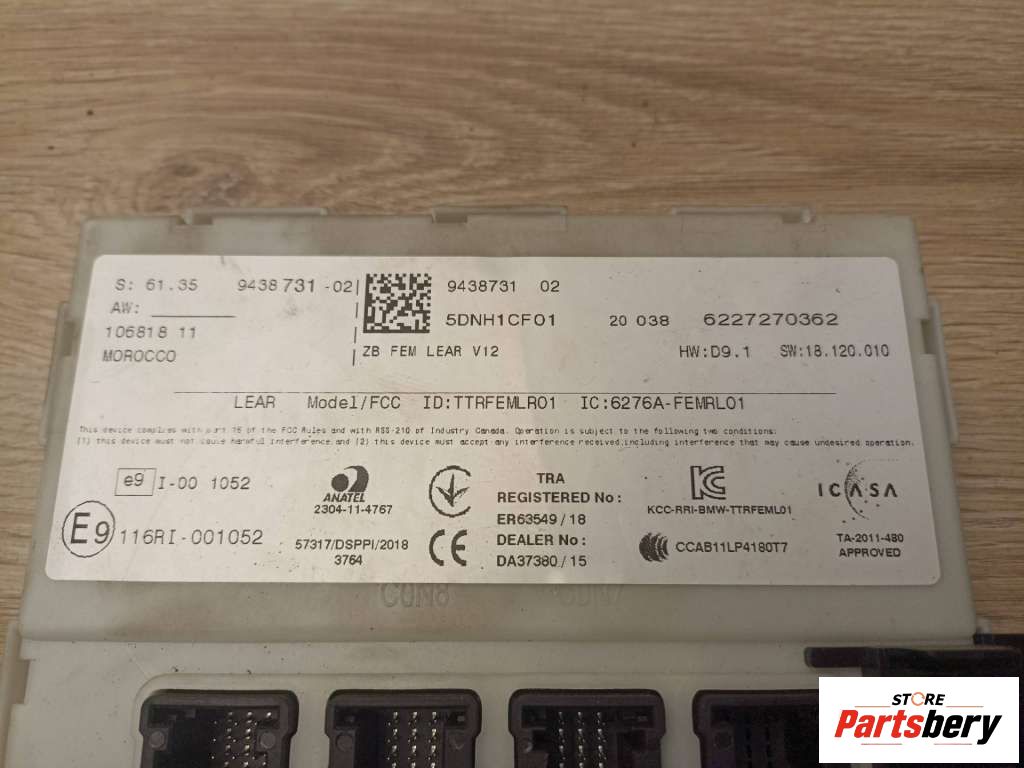 S: 61.35 9438 731 -02 9438731 02
AW:
5DNH1CF01 20 038 6227270362
106818 11
MOROCCO ZB FEM LEAR V12 HW:D9.1 SW:18.120.010
LEAR Model/FCC ID:TTRFEMLR01 IC:6276A-FEMRL01
This device complies with part 15 of the FCC Rules and with RSS-210 of Industry Canada. Operation is subject to the following two conditions:
(1) this device must not cause harmful interference,and (2) this device must accept any interference received,including interference that may cause undesired operation.
e9 I-00 1052
E9 116RI-001052
ANATEL
2304-11-4767
57317/DSPPI/2018
3764
CE
TRA
REGISTERED No :
ER63549 / 18
DEALER No :
DA37380 / 15
KC
KCC-RRI-BMW-TTRFEML01
CCAB11LP4180T7
ICASA
TA-2011-480
APPROVED
CON8 CON7
STORE
Partsbery